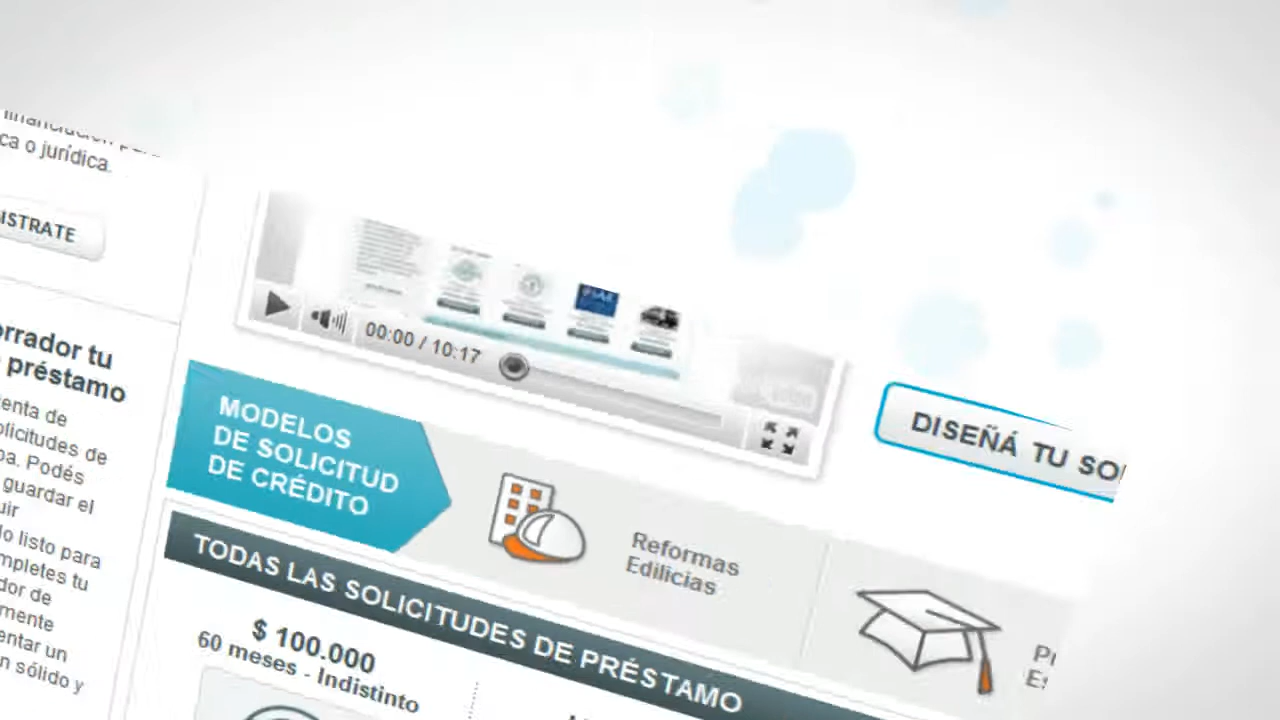 ca o jurídica.
ISTRATE
orrador tu
préstamo
enta de
olicitudes de
pa. Podés
guardar el
uir
lo listo para
mpletes tu
dor de
mente
entar un
n sólido y
00:00 / 10:17
DISEÑÁ TU SO
MODELOS
DE SOLICITUD
DE CRÉDITO
Reformas
Edilicias
TODAS LAS SOLICITUDES DE PRÉSTAMO
$ 100.000
60 meses - Indistinto